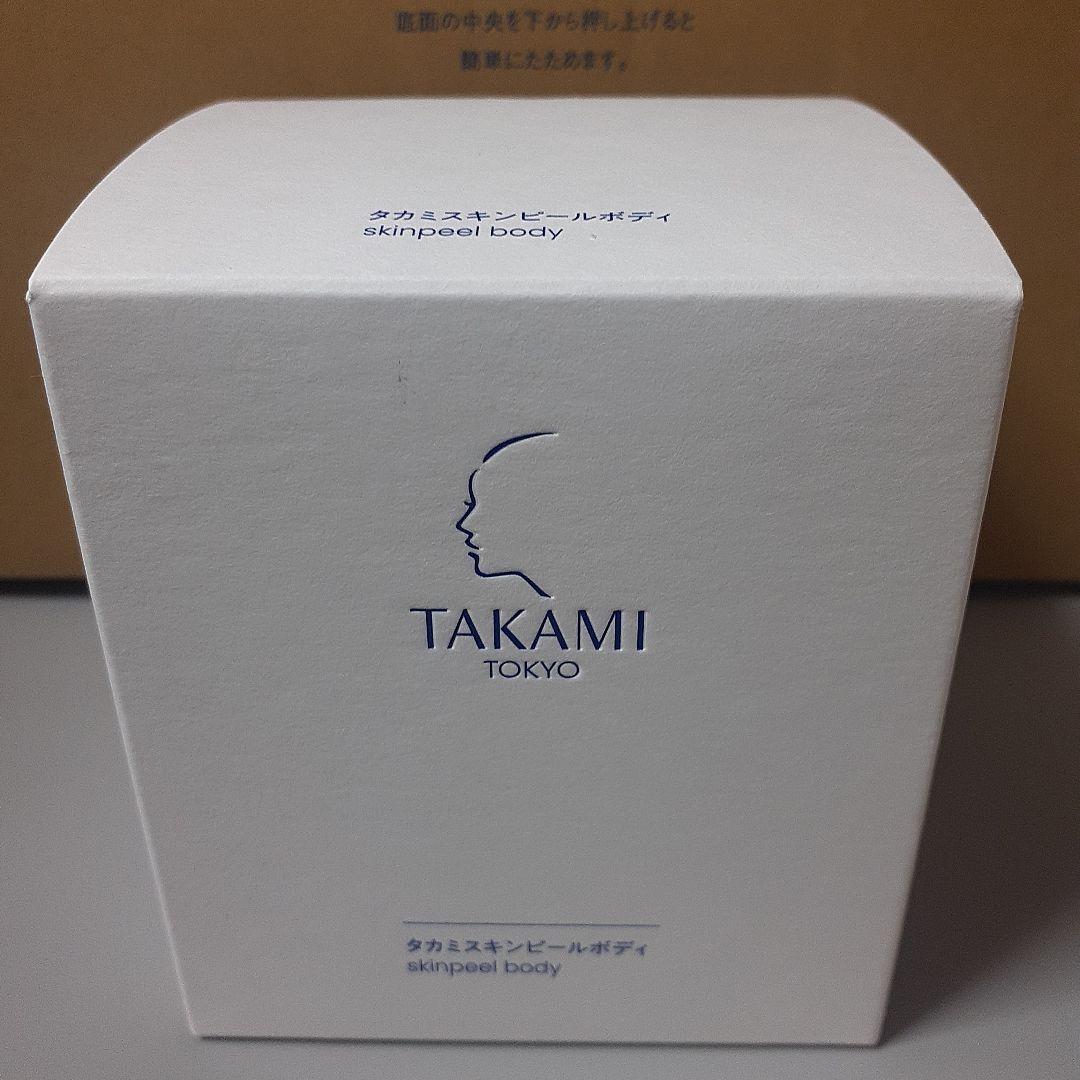 底面の中央を下から押し上げると
簡単にたためます。
タカミスキンピールボディ
skinpeel body
TAKAMI
TOKYO
タカミスキンピールボディ
skinpeel body